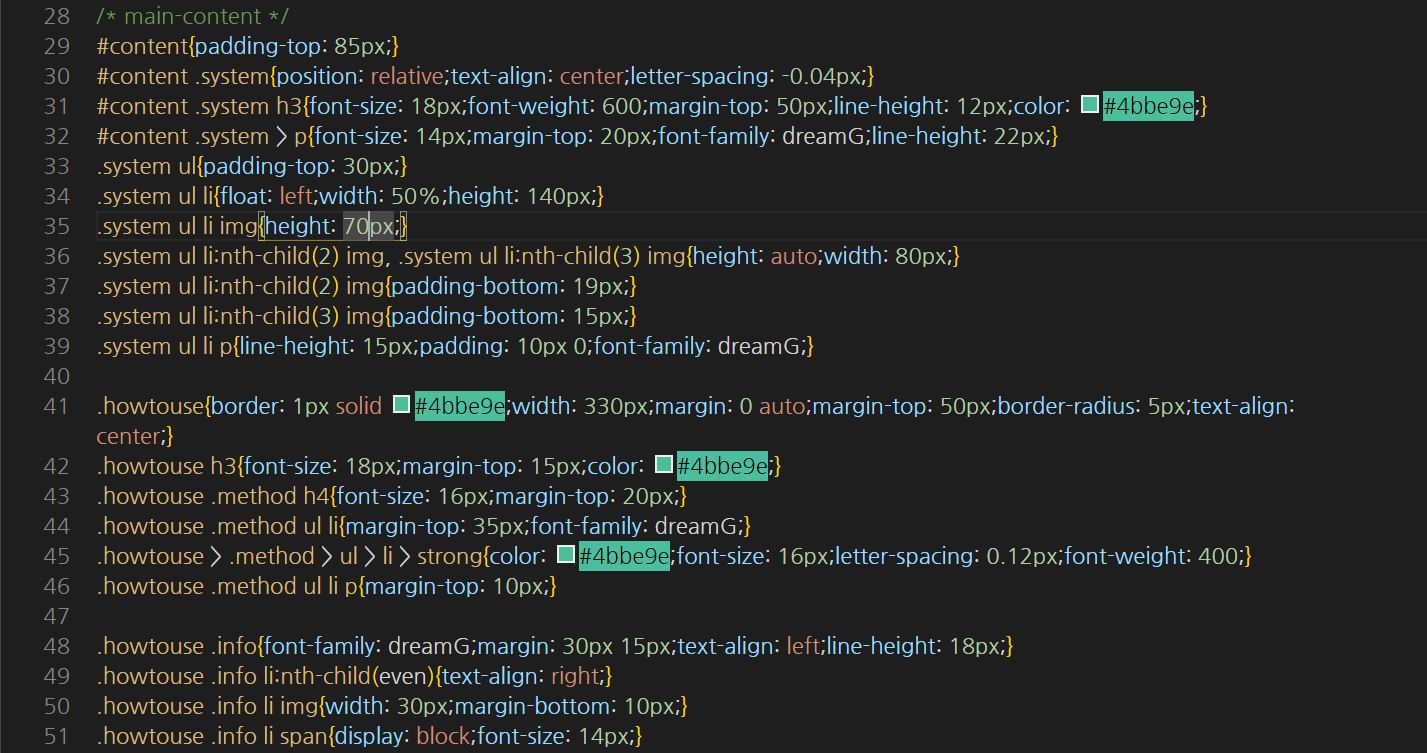 28 /* main-content */
29 #content{padding-top: 85px;}
30 #content .system{position: relative;text-align: center;letter-spacing: -0.04px;}
31 #content .system h3{font-size: 18px;font-weight: 600;margin-top: 50px;line-height: 12px;color: #4bbe9e;}
32 #content .system > p{font-size: 14px;margin-top: 20px;font-family: dreamG;line-height: 22px;}
33 .system ul{padding-top: 30px;}
34 .system ul li{float: left;width: 50%;height: 140px;}
35 .system ul li img{height: 70px;}
36 .system ul li:nth-child(2) img, .system ul li:nth-child(3) img{height: auto;width: 80px;}
37 .system ul li:nth-child(2) img{padding-bottom: 19px;}
38 .system ul li:nth-child(3) img{padding-bottom: 15px;}
39 .system ul li p{line-height: 15px;padding: 10px 0;font-family: dreamG;}
40
41 .howtouse{border: 1px solid #4bbe9e;width: 330px;margin: 0 auto;margin-top: 50px;border-radius: 5px;text-align:
center;}
42 .howtouse h3{font-size: 18px;margin-top: 15px;color: #4bbe9e;}
43 .howtouse .method h4{font-size: 16px;margin-top: 20px;}
44 .howtouse .method ul li{margin-top: 35px;font-family: dreamG;}
45 .howtouse > .method > ul > li > strong{color: #4bbe9e;font-size: 16px;letter-spacing: 0.12px;font-weight: 400;}
46 .howtouse .method ul li p{margin-top: 10px;}
47
48 .howtouse .info{font-family: dreamG;margin: 30px 15px;text-align: left;line-height: 18px;}
49 .howtouse .info li:nth-child(even){text-align: right;}
50 .howtouse .info li img{width: 30px;margin-bottom: 10px;}
51 .howtouse .info li span{display: block;font-size: 14px;}